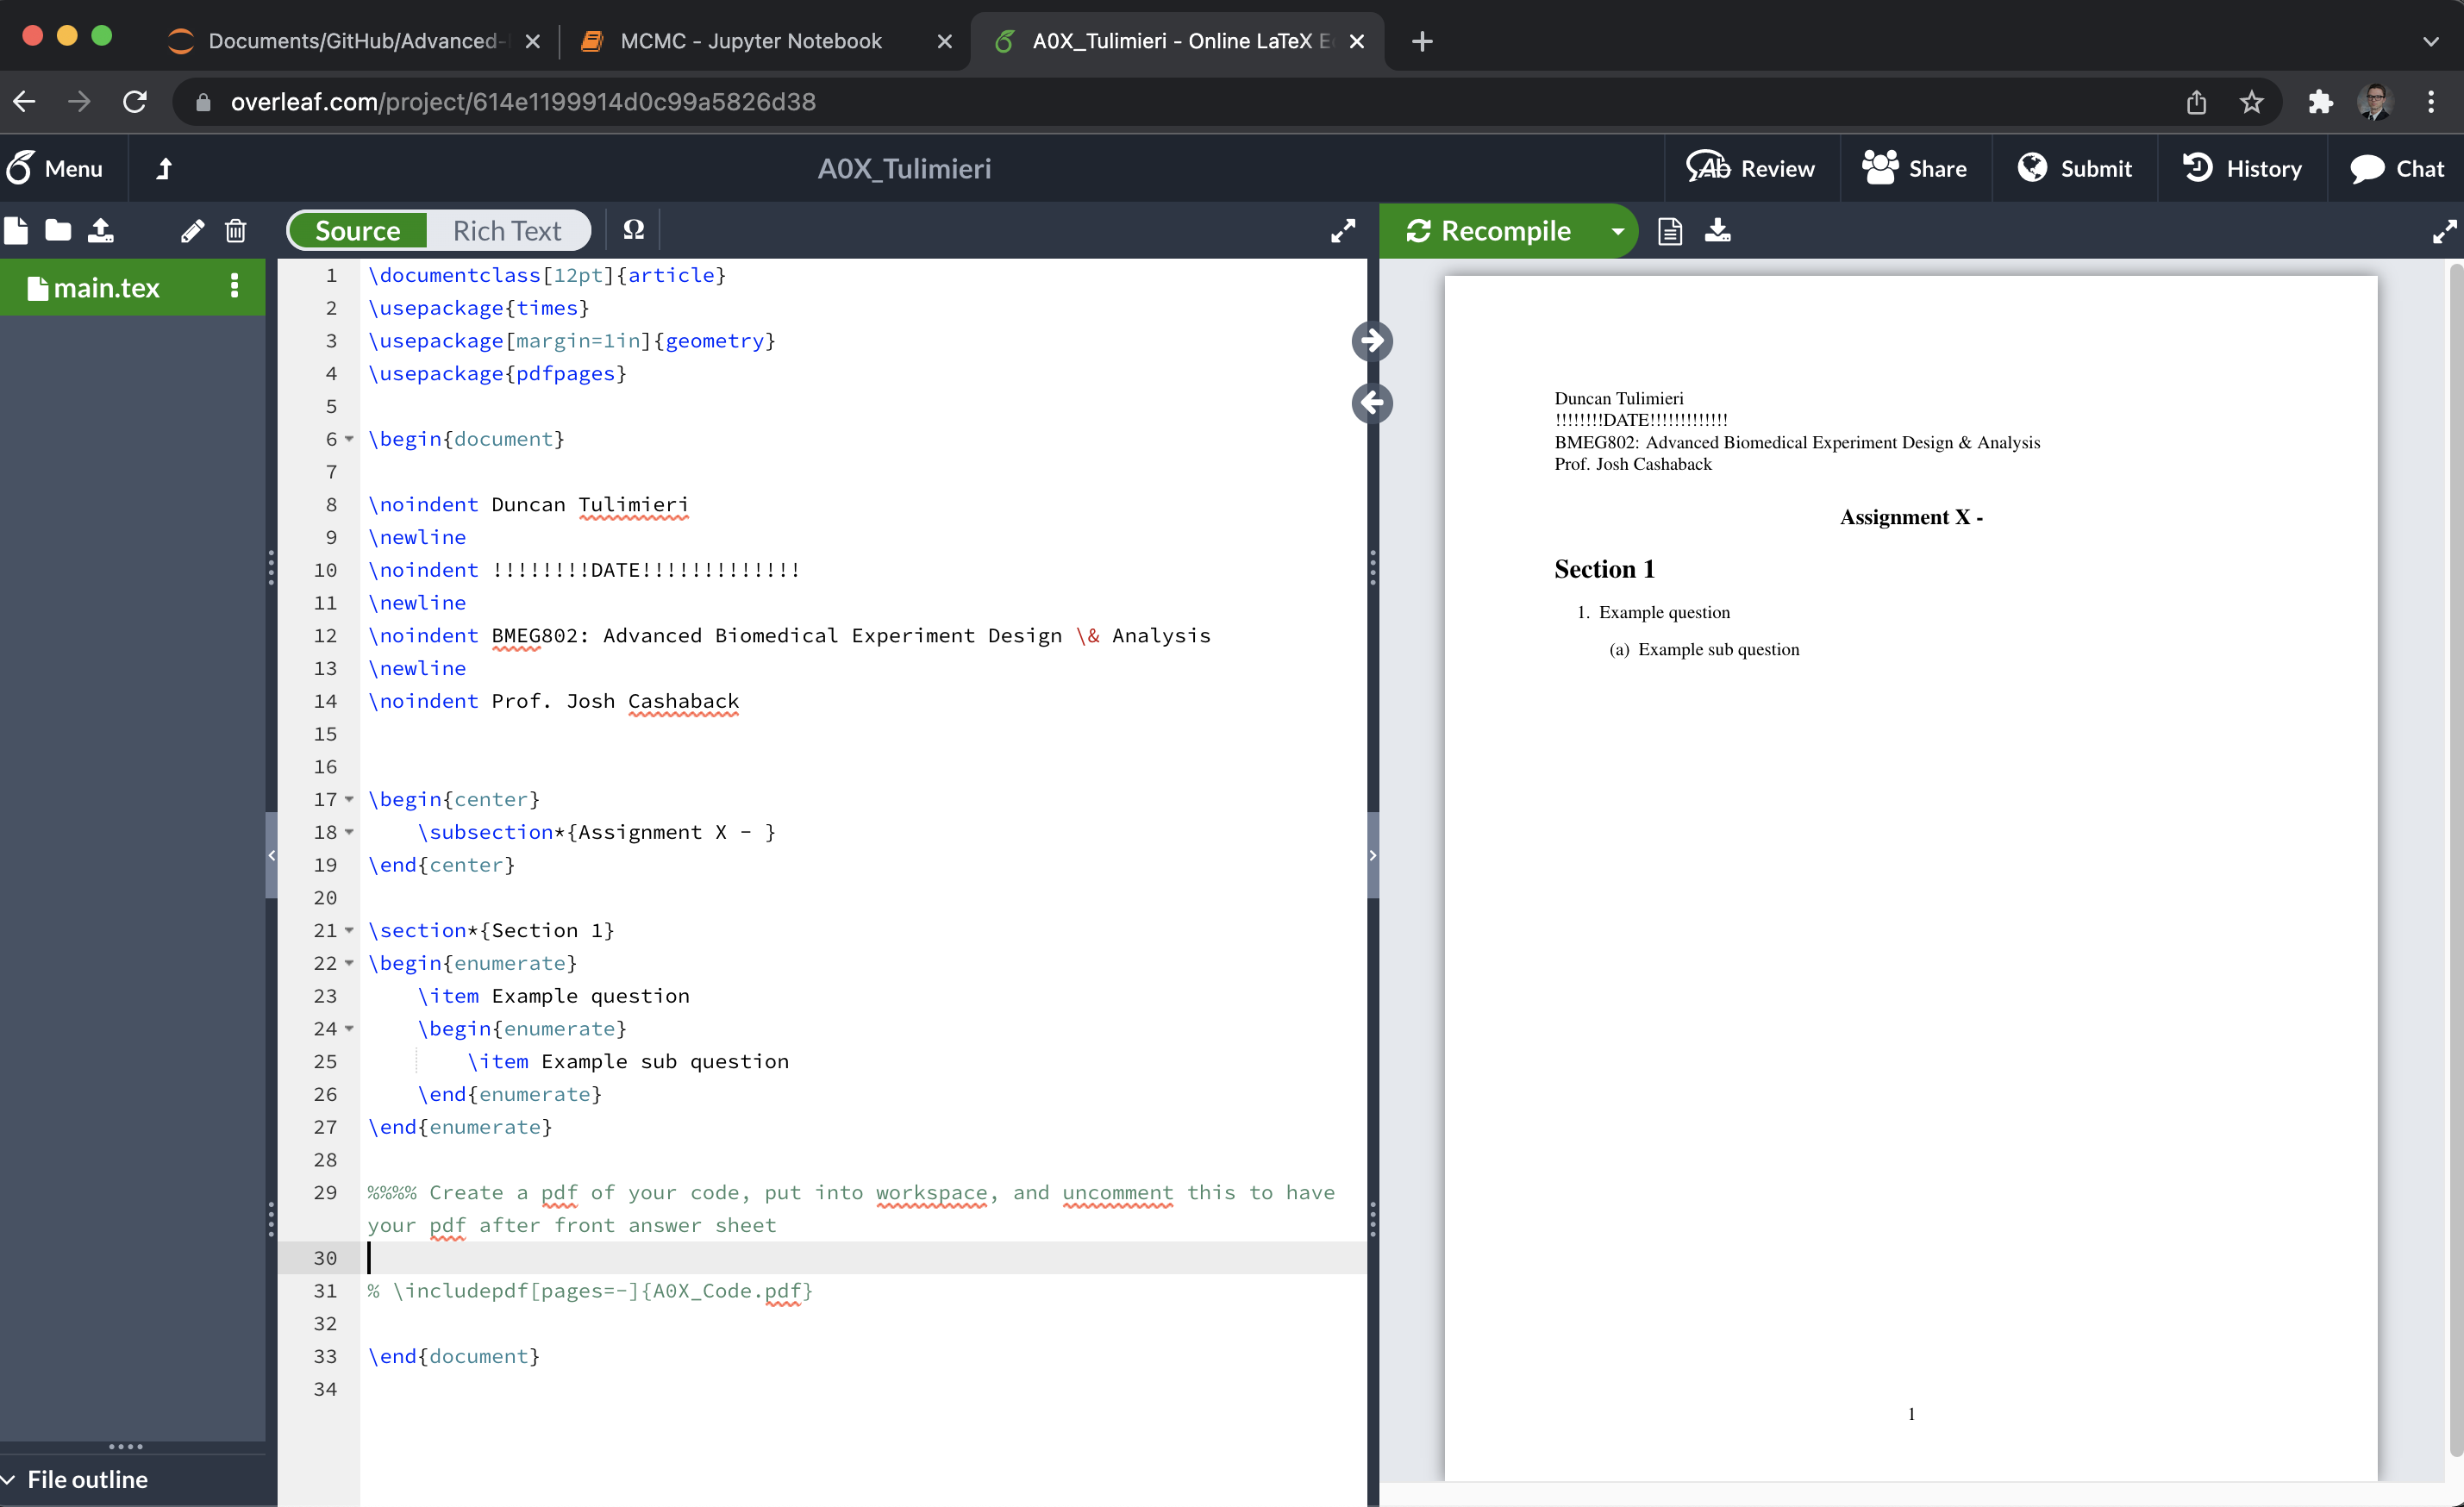 Documents/GitHub/Advanced-
MCMC - Jupyter Notebook
A0X_Tulimieri - Online LaTeX E
overleaf.com/project/614e1199914d0c99a5826d38
Menu
A0X_Tulimieri
Review
Share
Submit
History
Chat
Source
Rich Text
Ω
Recompile
main.tex
1 \documentclass[12pt]{article}
2 \usepackage{times}
3 \usepackage[margin=1in]{geometry}
4 \usepackage{pdfpages}
5
6 \begin{document}
7
8 \noindent Duncan Tulimieri
9 \newline
10 \noindent !!!!!!!!DATE!!!!!!!!!!!!!
11 \newline
12 \noindent BMEG802: Advanced Biomedical Experiment Design \& Analysis
13 \newline
14 \noindent Prof. Josh Cashaback
15
16
17 \begin{center}
18 \subsection*{Assignment X - }
19 \end{center}
20
21 \section*{Section 1}
22 \begin{enumerate}
23 \item Example question
24 \begin{enumerate}
25 \item Example sub question
26 \end{enumerate}
27 \end{enumerate}
28
29 %%%% Create a pdf of your code, put into workspace, and uncomment this to have
your pdf after front answer sheet
30
31 % \includepdf[pages=-]{A0X_Code.pdf}
32
33 \end{document}
34
File outline
Duncan Tulimieri
!!!!!!!!DATE!!!!!!!!!!!!!
BMEG802: Advanced Biomedical Experiment Design & Analysis
Prof. Josh Cashaback
Assignment X -
Section 1
1. Example question
(a) Example sub question
1